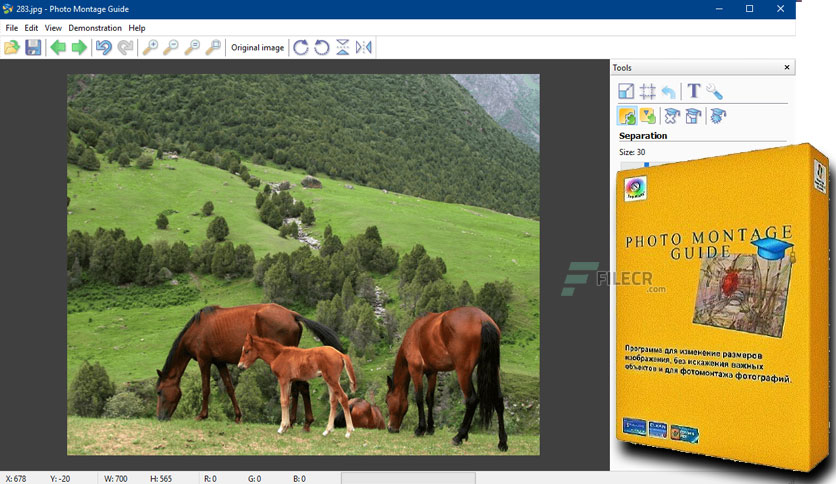 283.jpg - Photo Montage Guide
File Edit View Demonstration Help
Original image
Tools
T
Separation
Size: 30
PHOTO MONTAGE
GUIDE
FILECR
.com
Программа для изменение размеров
изображения, без искажения важных
объектов и для фотомонтажа фотографий.
X: 678 Y: -20 W: 700 H: 565 R: 0 G: 0 B: 0